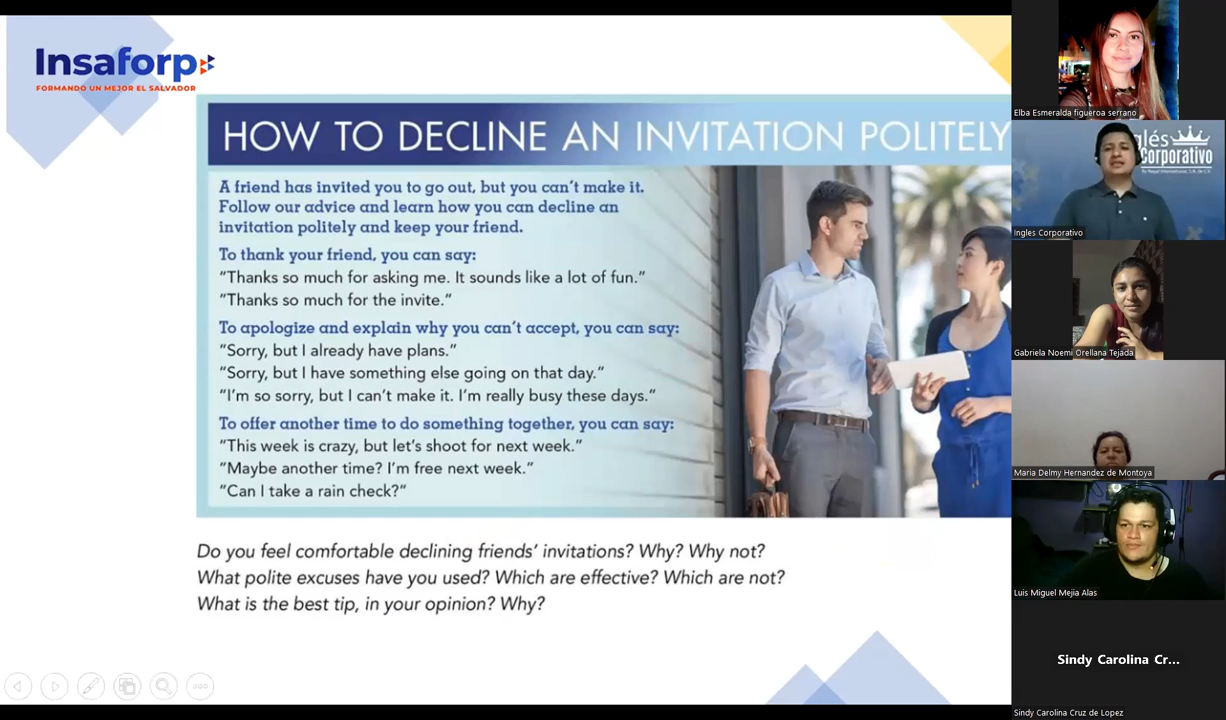 Insaforp
FORMANDO UN MEJOR EL SALVADOR
HOW TO DECLINE AN INVITATION POLITELY
A friend has invited you to go out, but you can't make it.
Follow our advice and learn how you can decline an
invitation politely and keep your friend.
To thank your friend, you can say:
"Thanks so much for asking me. It sounds like a lot of fun."
"Thanks so much for the invite."
To apologize and explain why you can't accept, you can say:
"Sorry, but I already have plans."
"Sorry, but I have something else going on that day."
"I'm so sorry, but I can't make it. I'm really busy these days."
To offer another time to do something together, you can say:
"This week is crazy, but let's shoot for next week."
"Maybe another time? I'm free next week."
"Can I take a rain check?"
Do you feel comfortable declining friends' invitations? Why? Why not?
What polite excuses have you used? Which are effective? Which are not?
What is the best tip, in your opinion? Why?
Elba Esmeralda figueroa serrano
glés
Corporativo
Ingles Corporativo
Gabriela Noemi Orellana Tejada
Maria Delmy Hernandez de Montoya
Luis Miguel Mejia Alas
Sindy Carolina Cr...
Sindy Carolina Cruz de Lopez